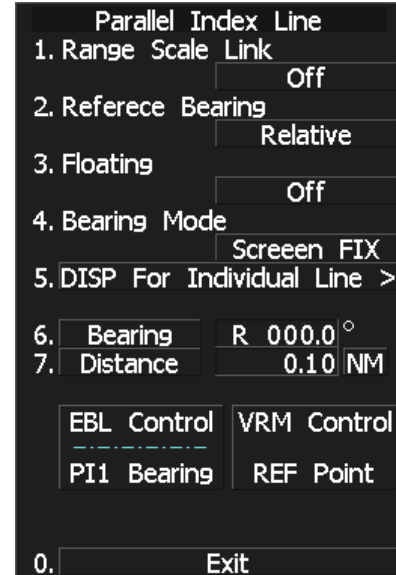 Parallel Index Line
1. Range Scale Link
Off
2. Referece Bearing
Relative
3. Floating
Off
4. Bearing Mode
Screeen FIX
5. DISP For Individual Line >
6. Bearing R 000.0 °
7. Distance 0.10 NM
EBL Control VRM Control
PI1 Bearing REF Point
0. Exit